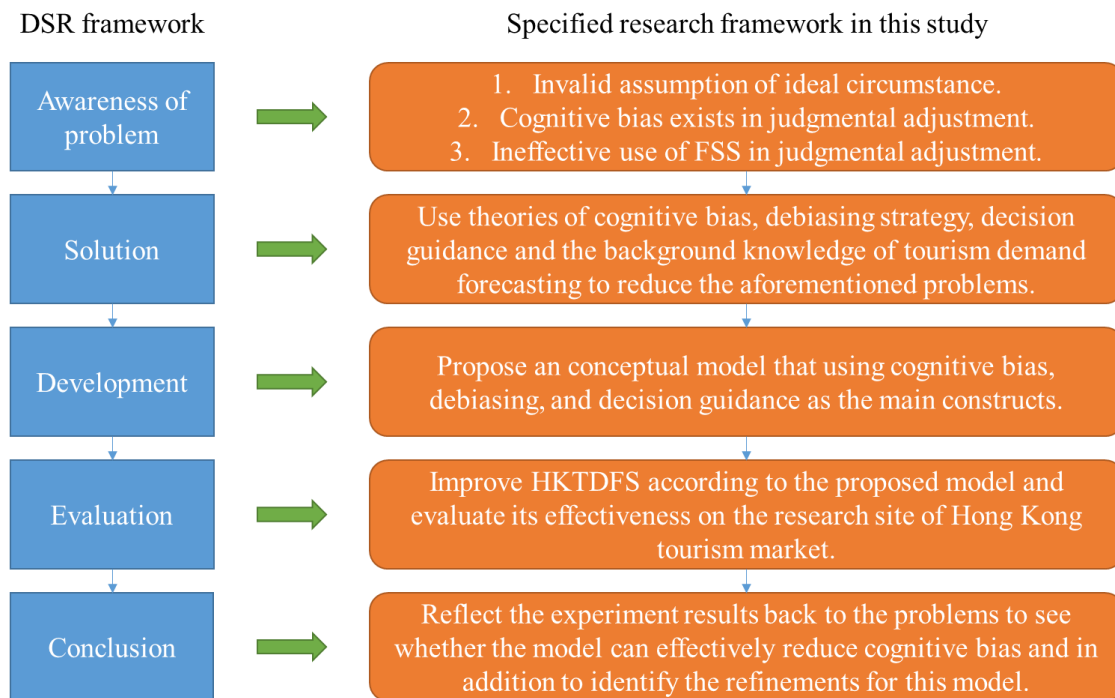 DSR framework
Specified research framework in this study
Awareness of
problem
1. Invalid assumption of ideal circumstance.
2. Cognitive bias exists in judgmental adjustment.
3. Ineffective use of FSS in judgmental adjustment.
Solution
Use theories of cognitive bias, debiasing strategy, decision
guidance and the background knowledge of tourism demand
forecasting to reduce the aforementioned problems.
Development
Propose an conceptual model that using cognitive bias,
debiasing, and decision guidance as the main constructs.
Evaluation
Improve HKTDFS according to the proposed model and
evaluate its effectiveness on the research site of Hong Kong
tourism market.
Conclusion
Reflect the experiment results back to the problems to see
whether the model can effectively reduce cognitive bias and in
addition to identify the refinements for this model.